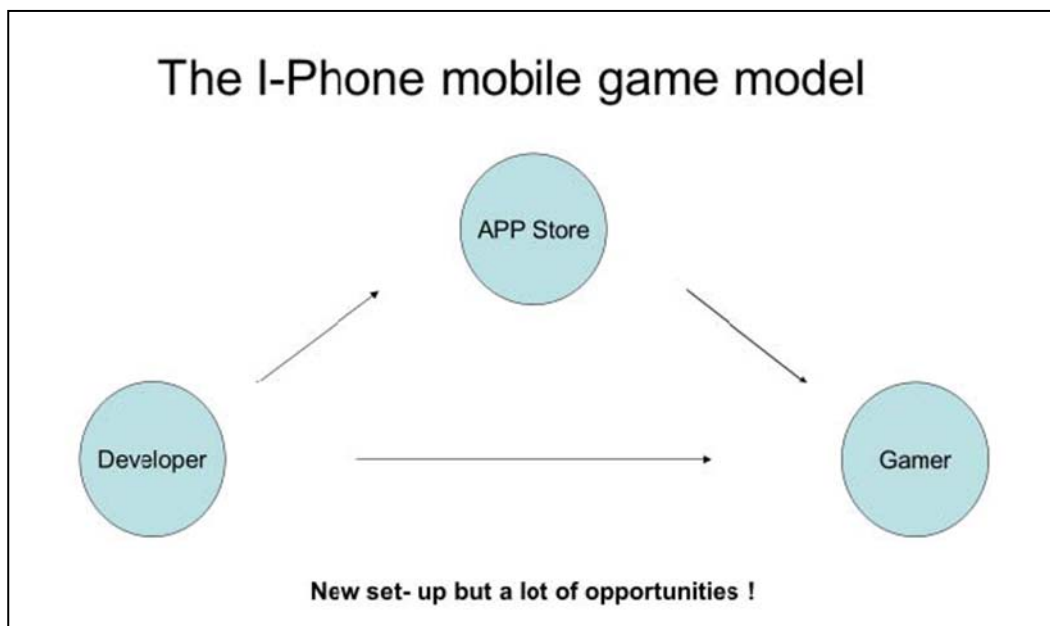 The I-Phone mobile game model
APP Store
Developer
Gamer
New set- up but a lot of opportunities !